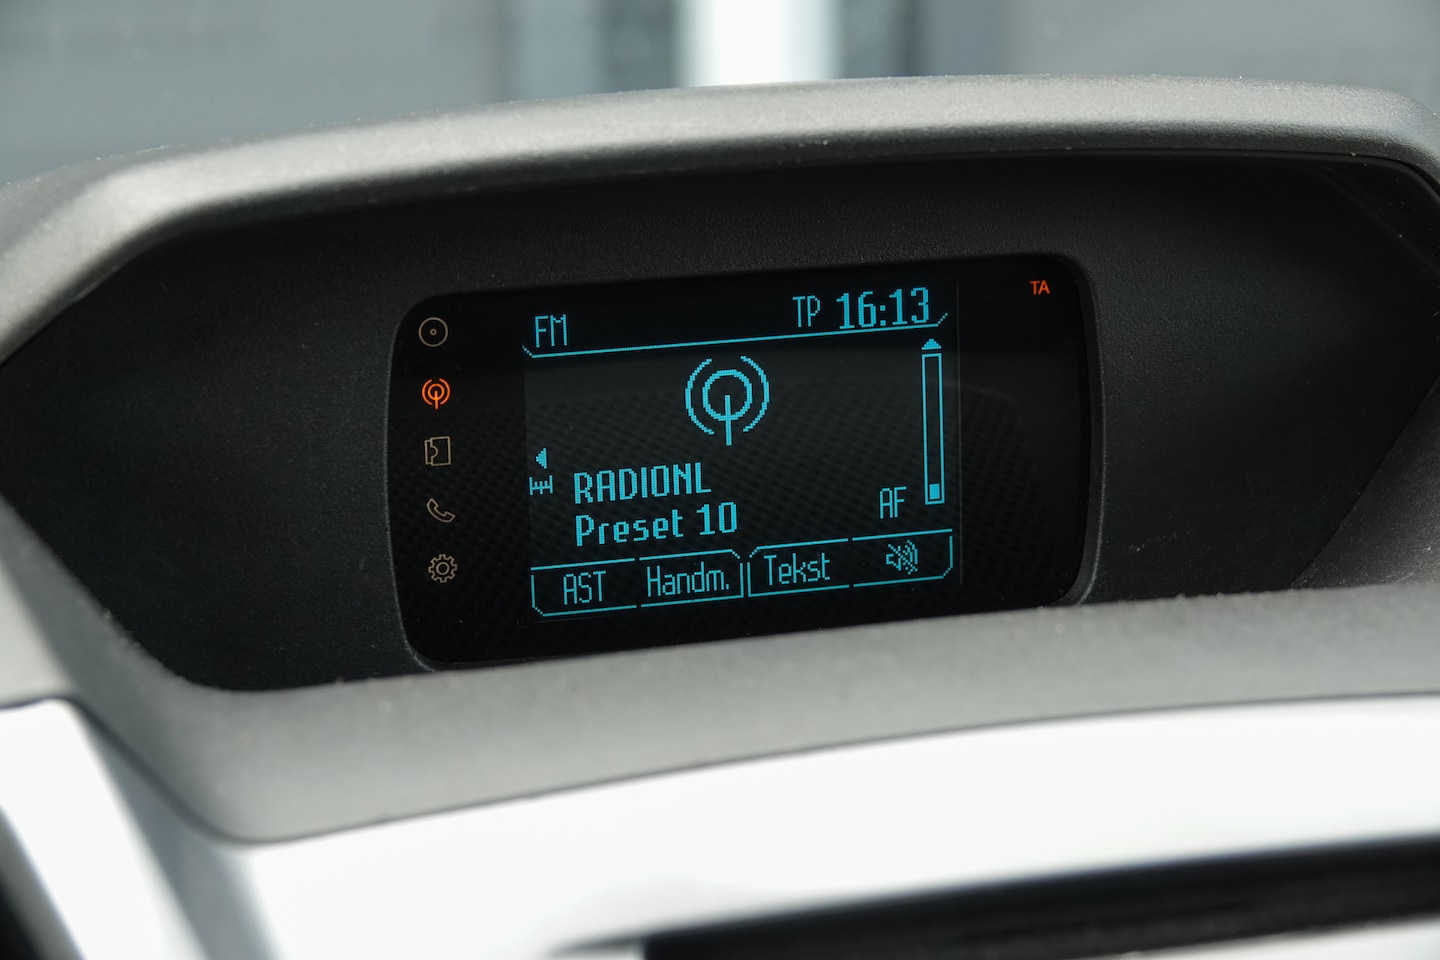 FM TP 16:13
TA
RADIONL
Preset 10
AF
AST Handm. Tekst